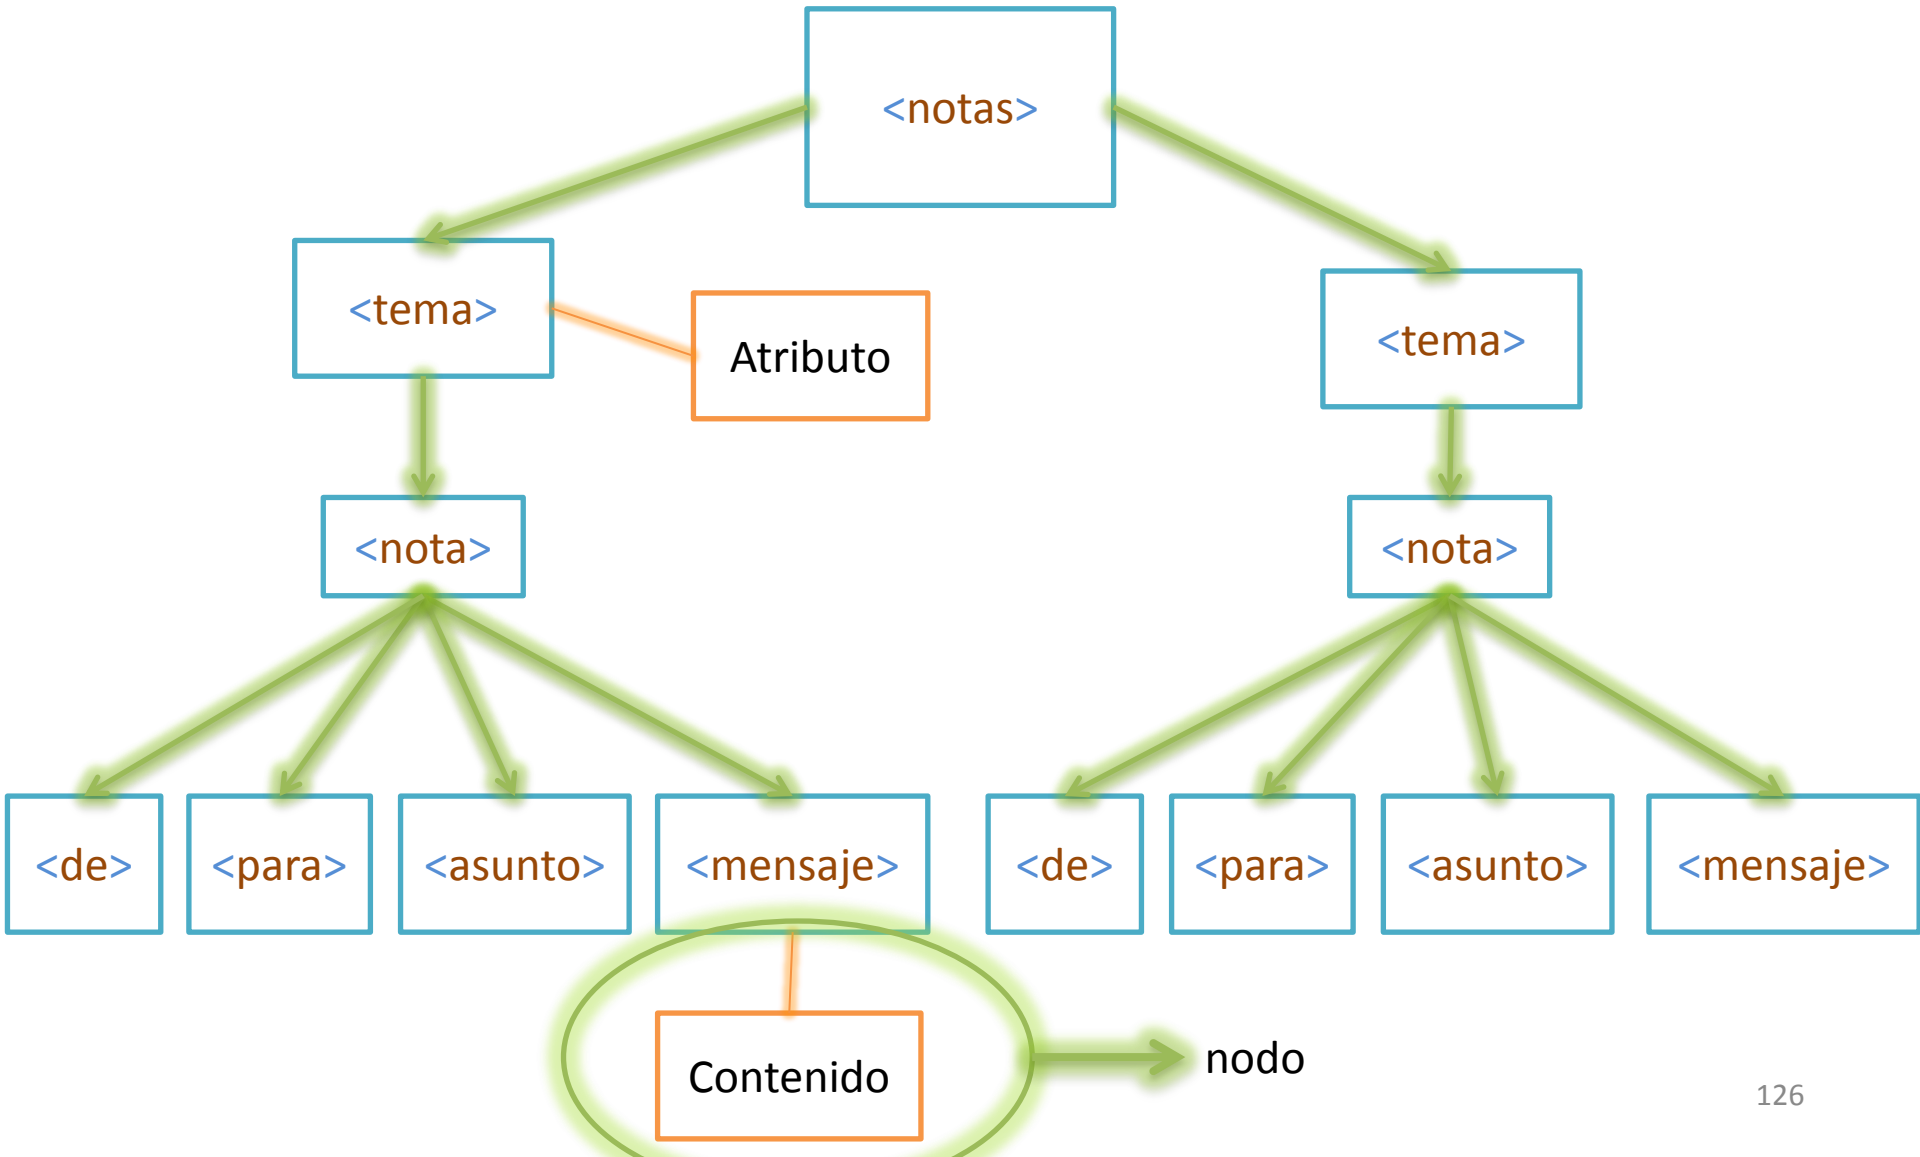 <notas>
<tema>
Atributo
<tema>
<nota>
<nota>
<de>
<para>
<asunto>
<mensaje>
<de>
<para>
<asunto>
<mensaje>
Contenido
nodo
126